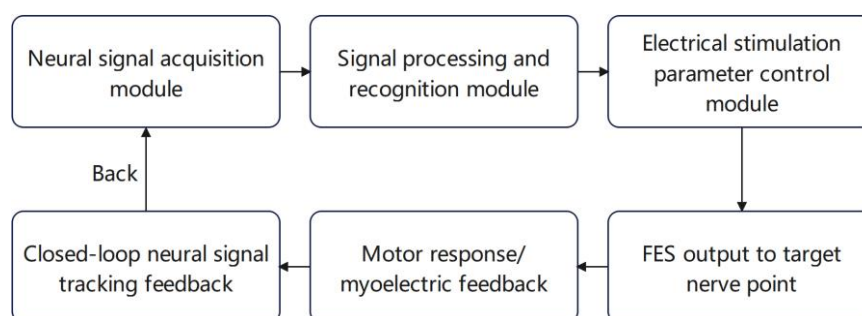 Neural signal acquisition
module
Signal processing and
recognition module
Electrical stimulation
parameter control
module
Back
Closed-loop neural signal
tracking feedback
Motor response/
myoelectric feedback
FES output to target
nerve point